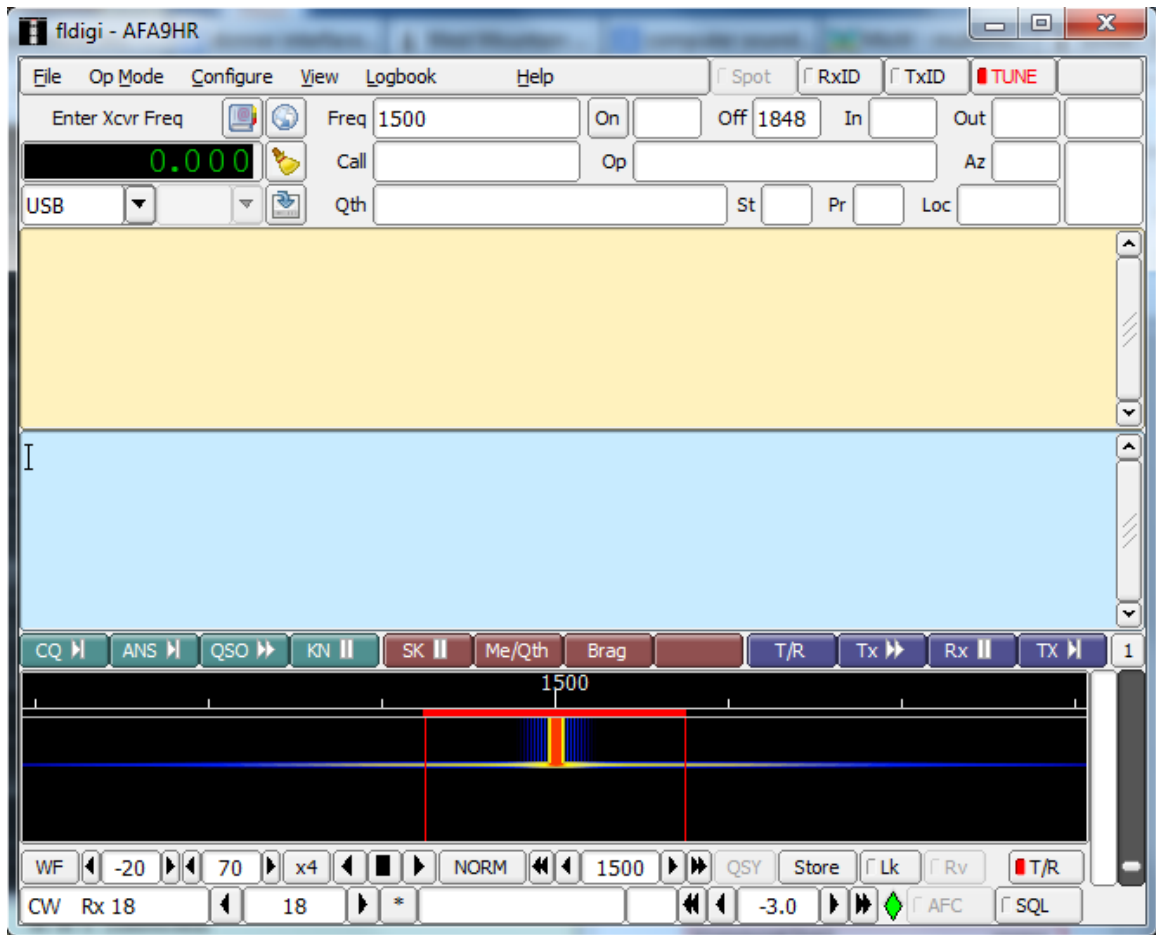 fldigi - AFA9HR
File Op Mode Configure View Logbook Help Spot RxID TxID TUNE
Enter Xcvr Freq Freq 1500 On Off 1848 In Out
0.000 Call Op Az
USB Qth St Pr Loc
CQ ANS QSO KN SK Me/Qth Brag T/R Tx Rx TX 1
1500
WF -20 70 x4 NORM 1500 QSY Store Lk Rv T/R
CW Rx 18 18 * -3.0 AFC SQL